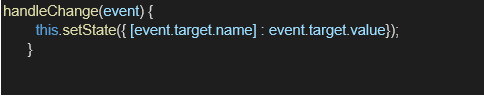 handleChange(event) {
this.setState({ [event.target.name] : event.target.value});
}